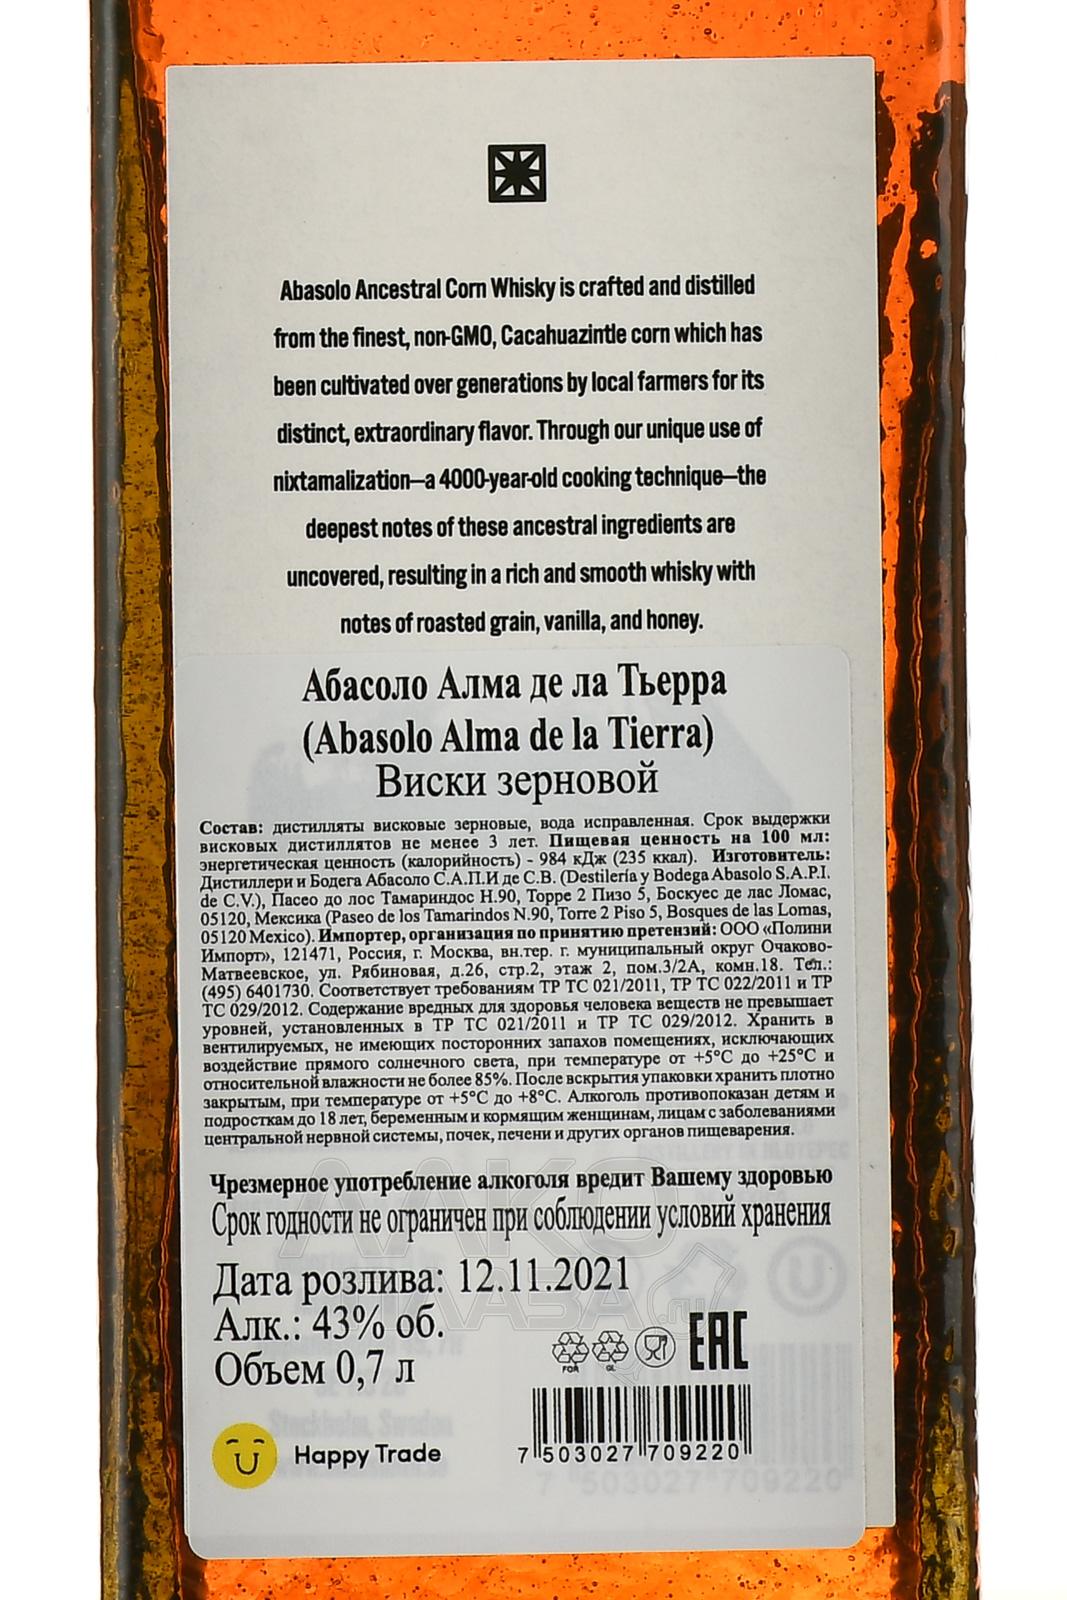 Abasolo Ancestral Corn Whisky is crafted and distilled
from the finest, non-GMO, Cacahuazintle corn which has
been cultivated over generations by local farmers for its
distinct, extraordinary flavor. Through our unique use of
nixtamalization—a 4000-year-old cooking technique—the
deepest notes of these ancestral ingredients are
uncovered, resulting in a rich and smooth whisky with
notes of roasted grain, vanilla, and honey.
Абасоло Алма де ла Тьерра
(Abasolo Alma de la Tierra)
Виски зерновой
Состав: дистилляты висковые зерновые, вода исправленная. Срок выдержки
висковых дистиллятов не менее 3 лет. Пищевая ценность на 100 мл:
энергетическая ценность (калорийность) - 984 кДж (235 ккал). Изготовитель:
Дистиллери и Бодега Абасоло С.А.П.И де С.В. (Destilería y Bodega Abasolo S.A.P.I.
de C.V.), Пасео до лос Тамариндос Н.90, Торре 2 Пизо 5, Боскуес де лас Ломас,
05120, Мексика (Paseo de los Tamarindos N.90, Torre 2 Piso 5, Bosques de las Lomas,
05120 Mexico). Импортер, организация по принятию претензий: ООО «Полини
Импорт», 121471, Россия, г. Москва, вн.тер. г. муниципальный округ Очаково-
Матвеевское, ул. Рябиновая, д.26, стр.2, этаж 2, пом.3/2А, комн.18. Тел.:
(495) 6401730. Соответствует требованиям ТР ТС 021/2011, ТР ТС 022/2011 и ТР
ТС 029/2012. Содержание вредных для здоровья человека веществ не превышает
уровней, установленных в ТР ТС 021/2011 и ТР ТС 029/2012. Хранить в
вентилируемых, не имеющих посторонних запахов помещениях, исключающих
воздействие прямого солнечного света, при температуре от +5°С до +25°С и
относительной влажности не более 85%. После вскрытия упаковки хранить плотно
закрытым, при температуре от +5°С до +8°С. Алкоголь противопоказан детям и
подросткам до 18 лет, беременным и кормящим женщинам, лицам с заболеваниями
центральной нервной системы, почек, печени и других органов пищеварения.
Чрезмерное употребление алкоголя вредит Вашему здоровью
Срок годности не ограничен при соблюдении условий хранения
Дата розлива: 12.11.2021
Алк.: 43% об.
Объем 0,7 л
FOR GL EAC
Happy Trade
7 503027 709220
7 503027 709220
Stockholm, Sweden
АЛКО
ПЛАZА.ru